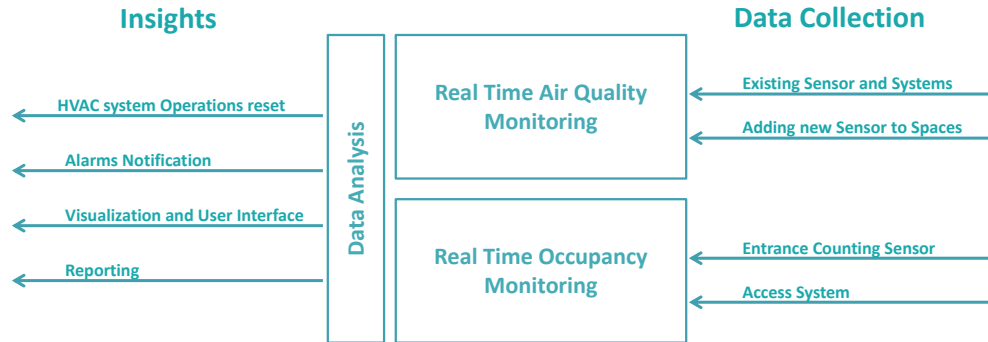 Insights
Data Collection
HVAC system Operations reset
Alarms Notification
Visualization and User Interface
Reporting
Data Analysis
Real Time Air Quality
Monitoring
Real Time Occupancy
Monitoring
Existing Sensor and Systems
Adding new Sensor to Spaces
Entrance Counting Sensor
Access System